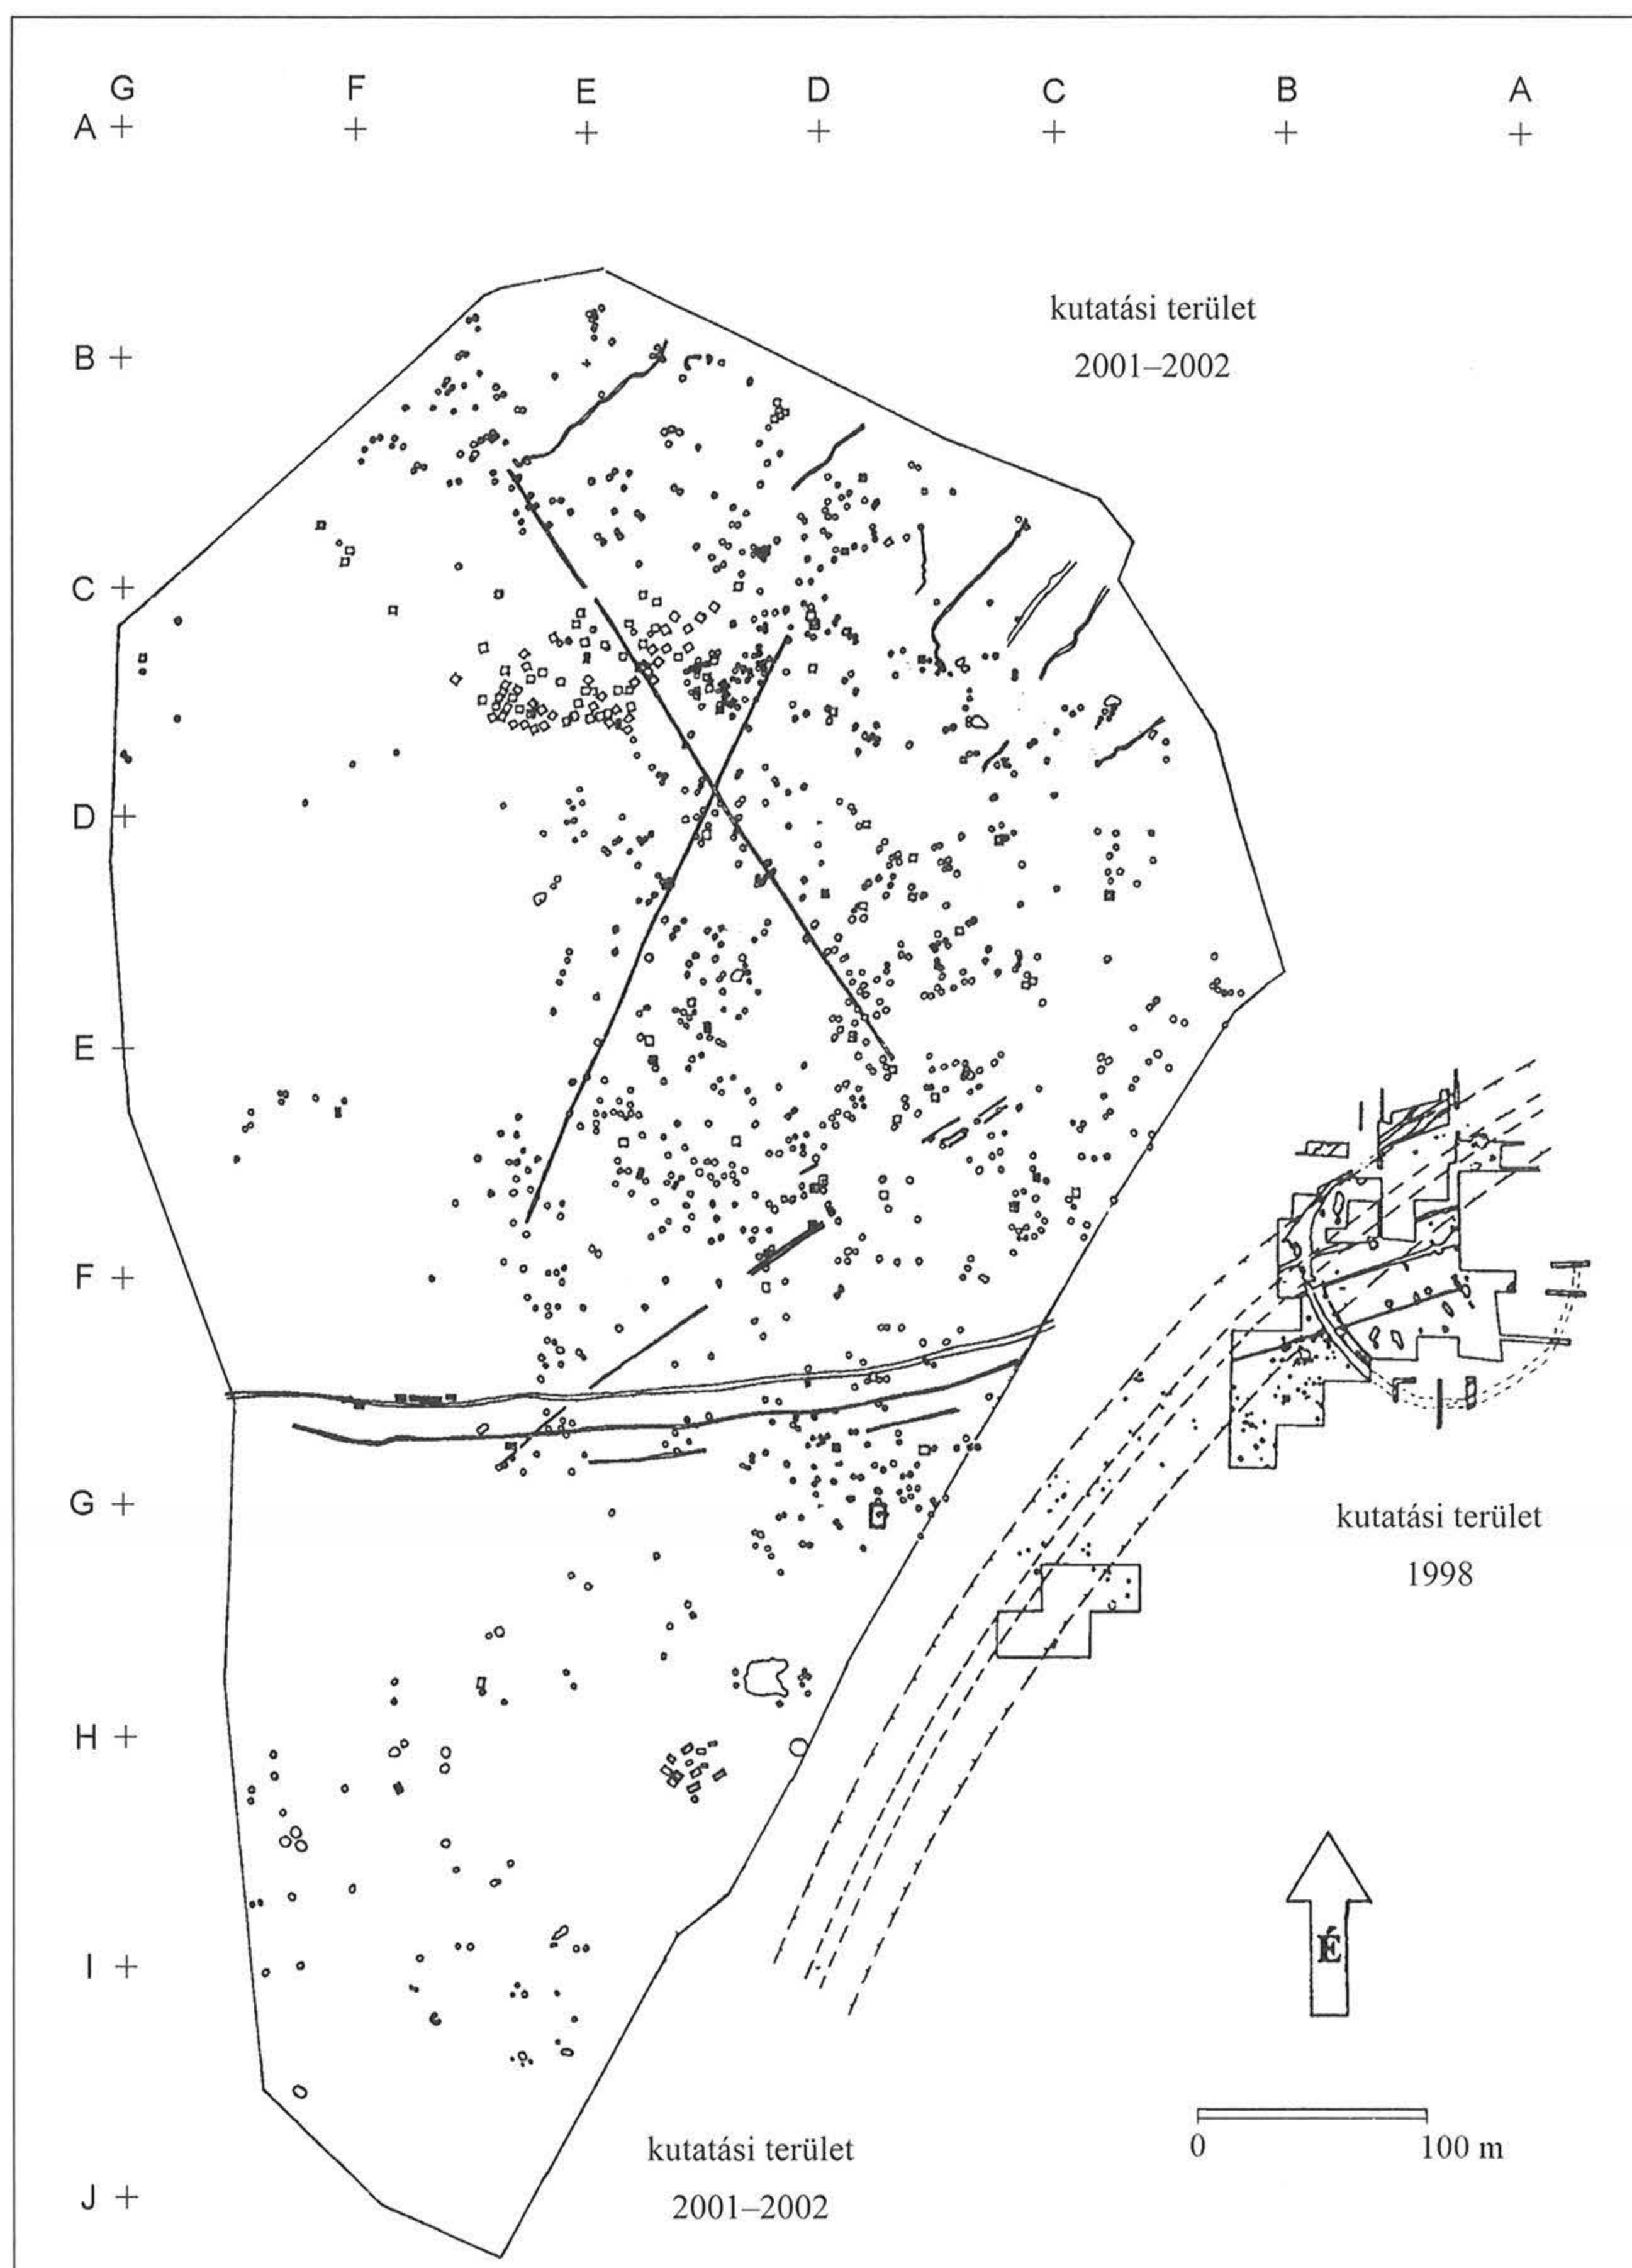 G F E D C B A
A
kutatási terület
2001–2002
B
C
D
E
F
G
kutatási terület
1998
H
I
É
kutatási terület
2001–2002
0 100 m
J